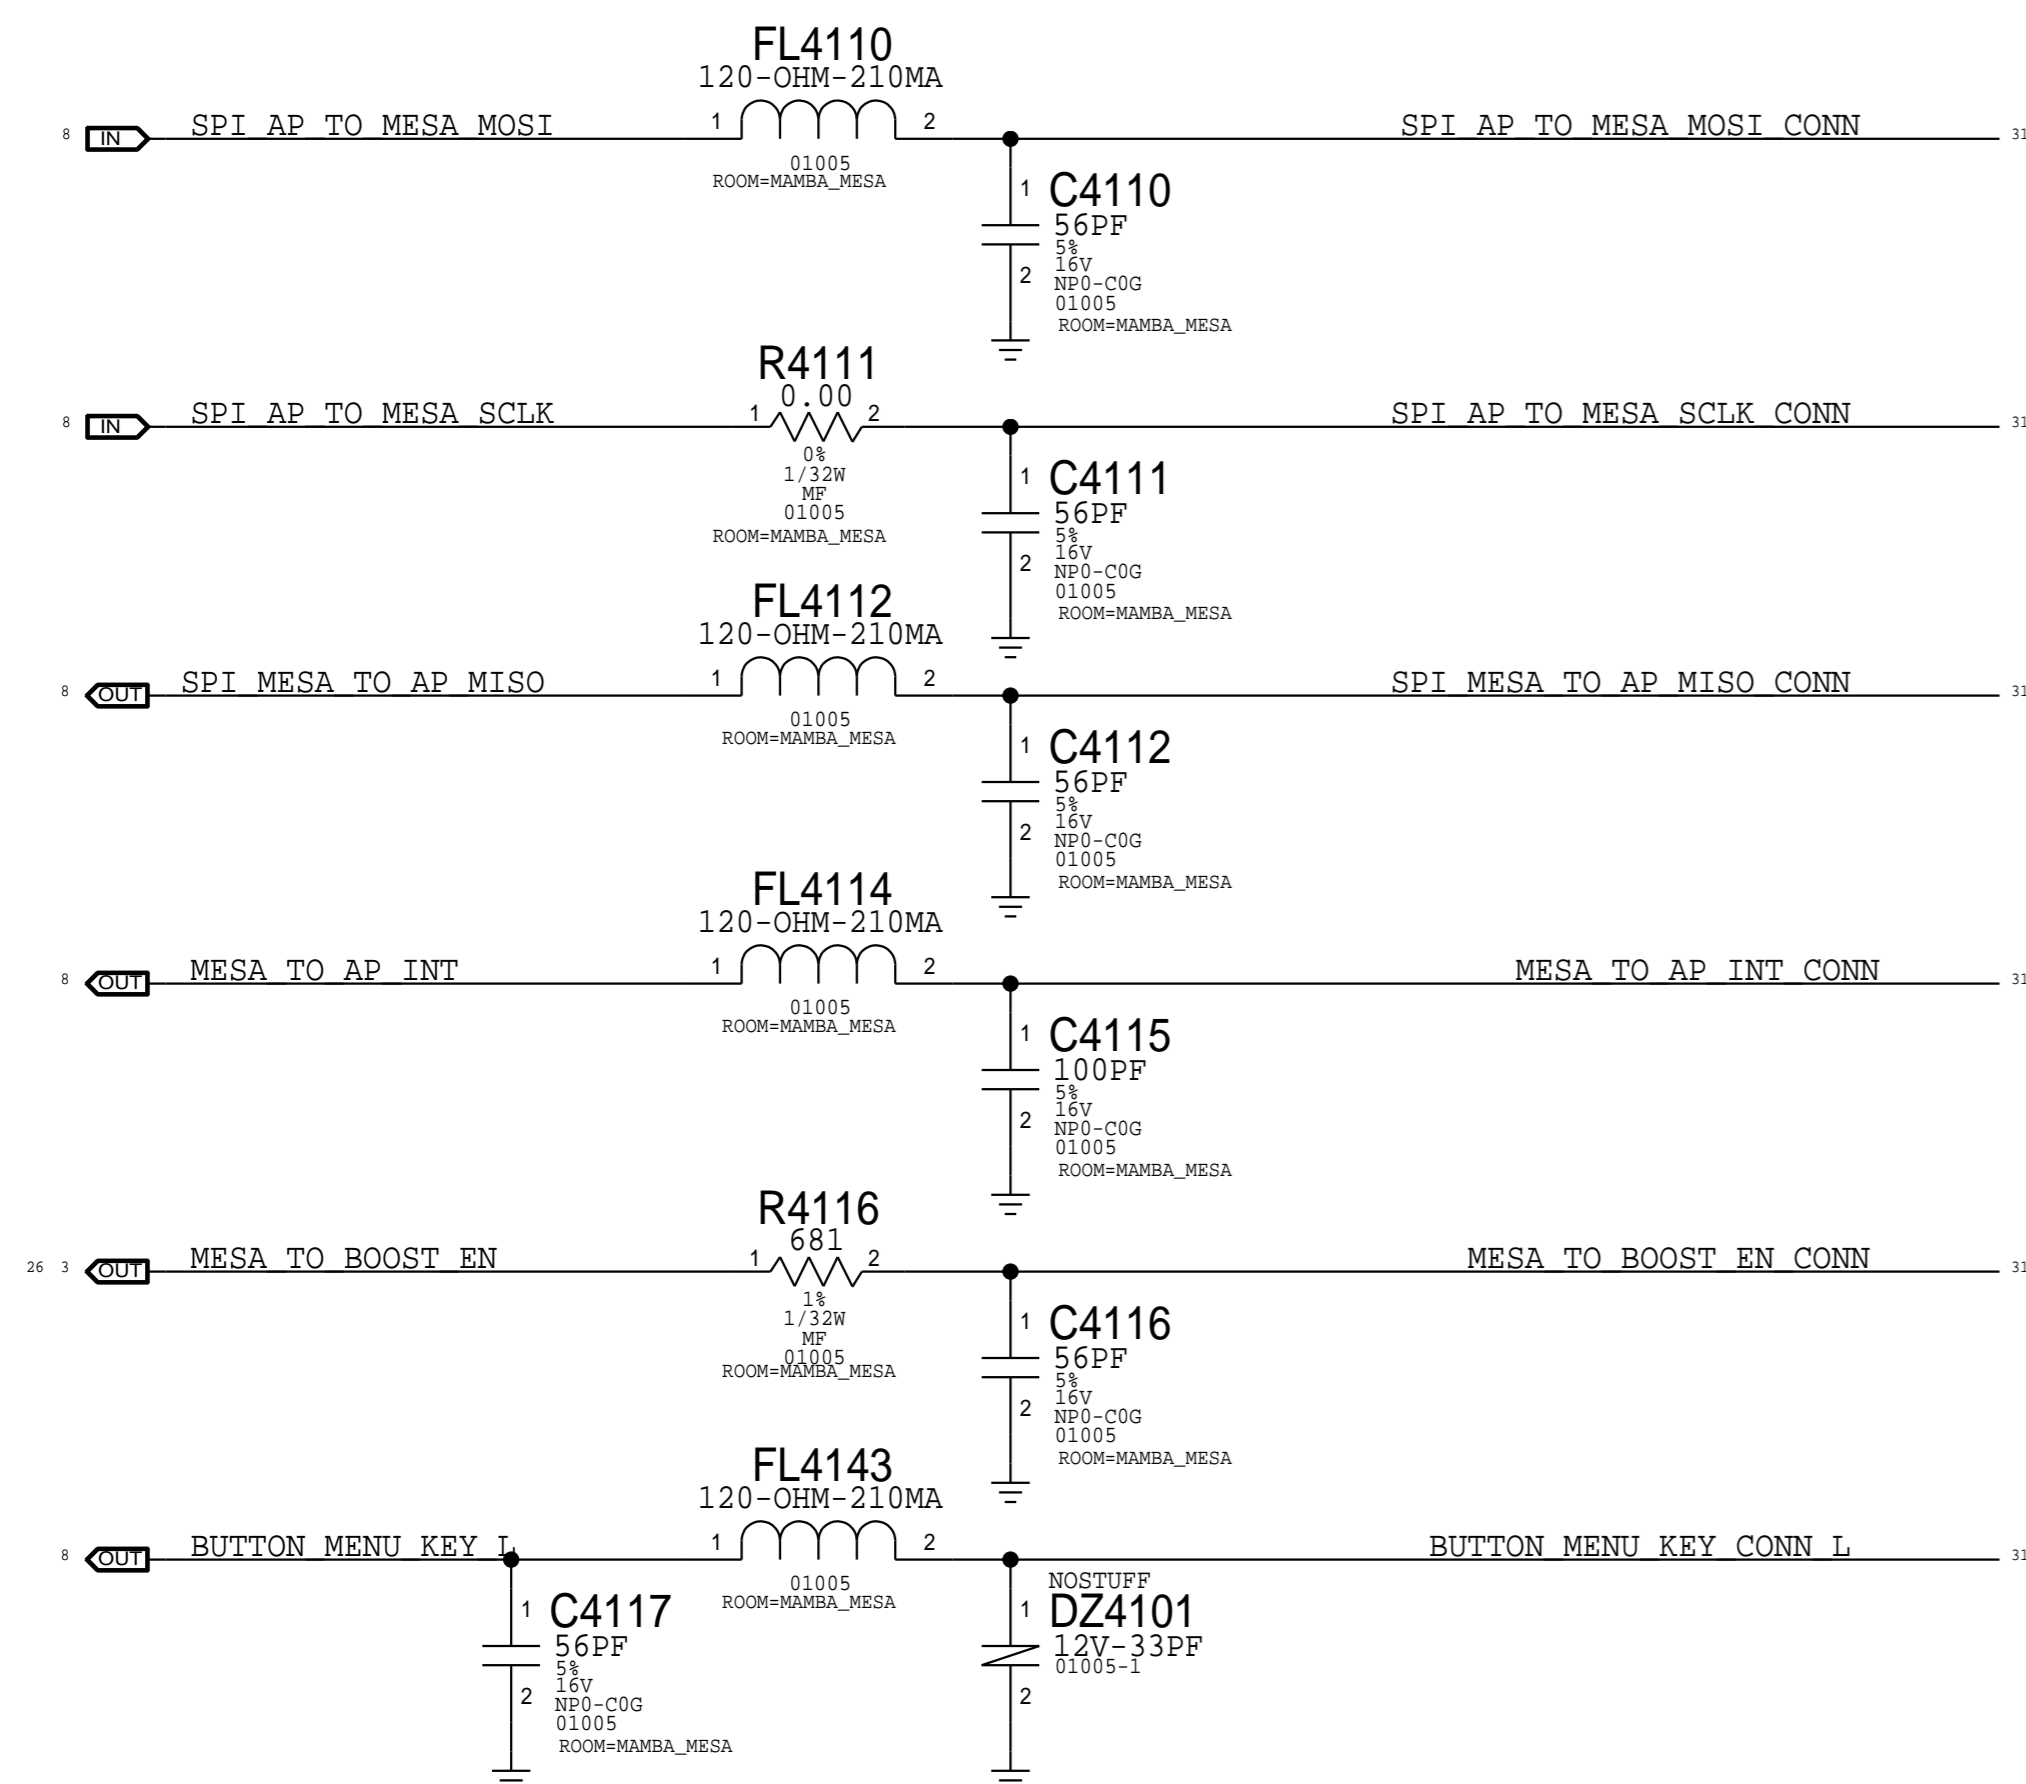 FL4110
120-OHM-210MA
8 IN SPI_AP_TO_MESA_MOSI 1 2 SPI_AP_TO_MESA_MOSI_CONN 31
01005
ROOM=MAMBA_MESA
1 C4110
56PF
5%
16V
2 NP0-C0G
01005
ROOM=MAMBA_MESA
R4111
0.00
8 IN SPI_AP_TO_MESA_SCLK 1 2 SPI_AP_TO_MESA_SCLK_CONN 31
0%
1/32W
MF
01005
ROOM=MAMBA_MESA
1 C4111
56PF
5%
16V
2 NP0-C0G
01005
ROOM=MAMBA_MESA
FL4112
120-OHM-210MA
8 OUT SPI_MESA_TO_AP_MISO 1 2 SPI_MESA_TO_AP_MISO_CONN 31
01005
ROOM=MAMBA_MESA
1 C4112
56PF
5%
16V
2 NP0-C0G
01005
ROOM=MAMBA_MESA
FL4114
120-OHM-210MA
8 OUT MESA_TO_AP_INT 1 2 MESA_TO_AP_INT_CONN 31
01005
ROOM=MAMBA_MESA
1 C4115
100PF
5%
16V
2 NP0-C0G
01005
ROOM=MAMBA_MESA
R4116
681
26 3 OUT MESA_TO_BOOST_EN 1 2 MESA_TO_BOOST_EN_CONN 31
1%
1/32W
MF
01005
ROOM=MAMBA_MESA
1 C4116
56PF
5%
16V
2 NP0-C0G
01005
ROOM=MAMBA_MESA
FL4143
120-OHM-210MA
8 OUT BUTTON_MENU_KEY_L 1 2 BUTTON_MENU_KEY_CONN_L 31
01005
ROOM=MAMBA_MESA
1 C4117
56PF
5%
16V
2 NP0-C0G
01005
ROOM=MAMBA_MESA
NOSTUFF
1 DZ4101
12V-33PF
01005-1
2